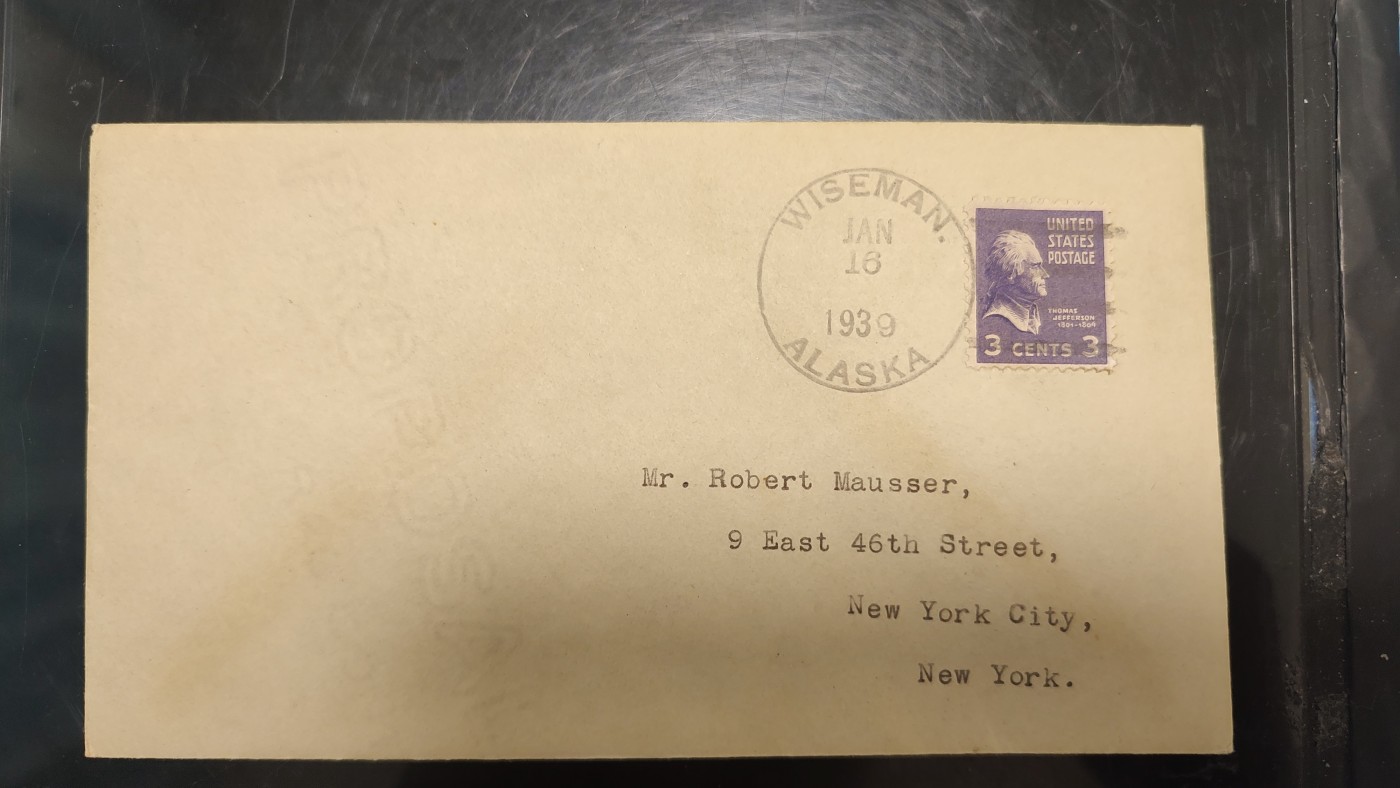 WISEMAN.
JAN
16
1939
ALASKA
UNITED
STATES
POSTAGE
THOMAS
JEFFERSON
1801-1809
3 CENTS 3
Mr. Robert Mausser,
9 East 46th Street,
New York City,
New York.